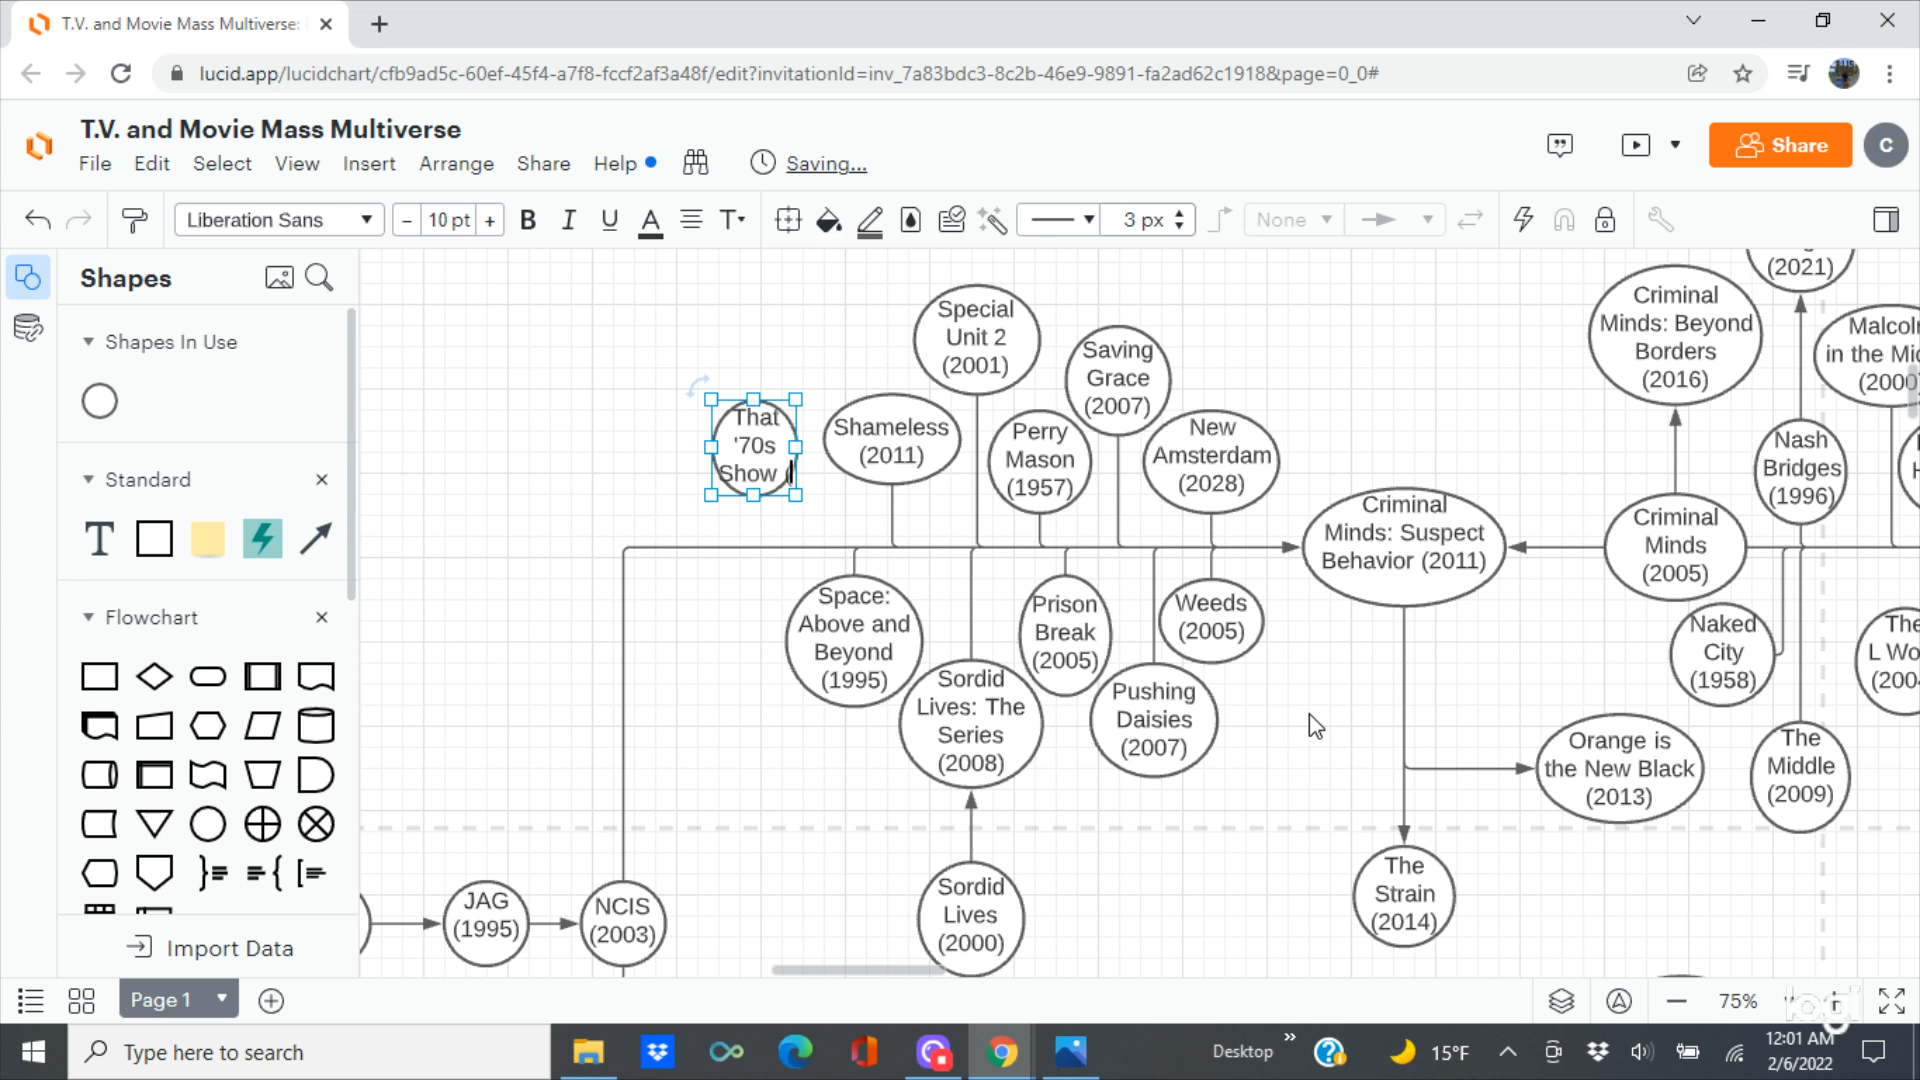 T.V. and Movie Mass Multiverse:
lucid.app/lucidchart/cfb9ad5c-60ef-45f4-a7f8-fccf2af3a48f/edit?invitationId=inv_7a83bdc3-8c2b-46e9-9891-fa2ad62c1918&page=0_0#
T.V. and Movie Mass Multiverse
File Edit Select View Insert Arrange Share Help
Saving...
Share
C
Liberation Sans
10 pt
3 px
None
Shapes
Shapes In Use
Standard
Flowchart
Import Data
(2021)
Special
Unit 2
(2001)
Criminal
Minds: Beyond
Borders
(2016)
Malcolm
in the Mid
(2000)
Saving
Grace
(2007)
That
'70s
Show (
Shameless
(2011)
Perry
Mason
(1957)
New
Amsterdam
(2028)
Nash
Bridges
(1996)
Criminal
Minds: Suspect
Behavior (2011)
Criminal
Minds
(2005)
Space:
Above and
Beyond
(1995)
Prison
Break
(2005)
Weeds
(2005)
Naked
City
(1958)
The
L Wo
(2004
Sordid
Lives: The
Series
(2008)
Pushing
Daisies
(2007)
Orange is
the New Black
(2013)
The
Middle
(2009)
JAG
(1995)
NCIS
(2003)
Sordid
Lives
(2000)
The
Strain
(2014)
Page 1
75%
logi
Type here to search
Desktop
15°F
12:01 AM
2/6/2022